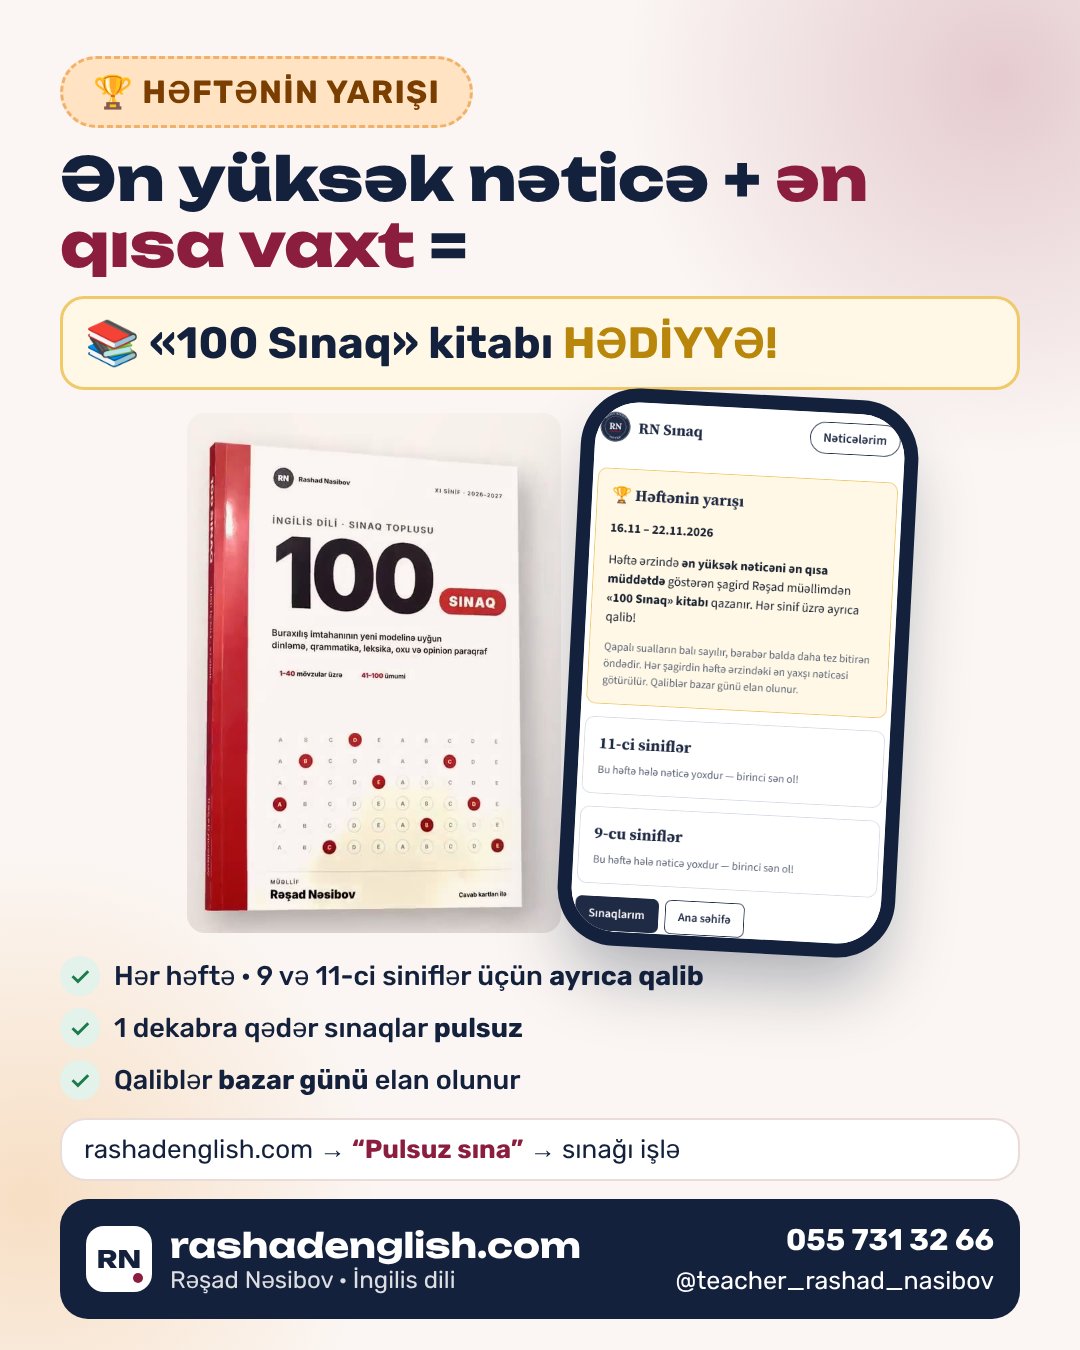 🏆 HƏFTƏNİN YARIŞI
Ən yüksək nəticə + ən
qısa vaxt =
📚 «100 Sınaq» kitabı HƏDİYYƏ!
RN Rashad Nasibov
XI SİNİF · 2026-2027
İNGİLİS DİLİ · SINAQ TOPLUSU
100
SINAQ
Buraxılış imtahanının yeni modelinə uyğun
dinləmə, qrammatika, leksika, oxu və opinion paraqraf
1-40 mövzular üzrə 41-100 ümumi
A B C D E A B C D E
A B C D E A B C D E
A B C D E A B C D E
A B C D E A B C D E
A B C D E A B C D E
A B C D E A B C D E
MÜƏLLİF
Rəşad Nəsibov
Cavab kartları ilə
RN RN Sınaq
Nəticələrim
🏆 Həftənin yarışı
16.11 – 22.11.2026
Həftə ərzində ən yüksək nəticəni ən qısa
müddətdə göstərən şagird Rəşad müəllimdən
«100 Sınaq» kitabı qazanır. Hər sinif üzrə ayrıca
qalib!
Qapalı sualların balı sayılır, bərabər balda daha tez bitirən
öndədir. Hər şagirdin həftə ərzindəki ən yaxşı nəticəsi
götürülür. Qaliblər bazar günü elan olunur.
11-ci siniflər
Bu həftə hələ nəticə yoxdur — birinci sən ol!
9-cu siniflər
Bu həftə hələ nəticə yoxdur — birinci sən ol!
Sınaqlarım
Ana səhifə
Hər həftə • 9 və 11-ci siniflər üçün ayrıca qalib
1 dekabra qədər sınaqlar pulsuz
Qaliblər bazar günü elan olunur
rashadenglish.com → “Pulsuz sına” → sınağı işlə
RN
rashadenglish.com
Rəşad Nəsibov • İngilis dili
055 731 32 66
@teacher_rashad_nasibov